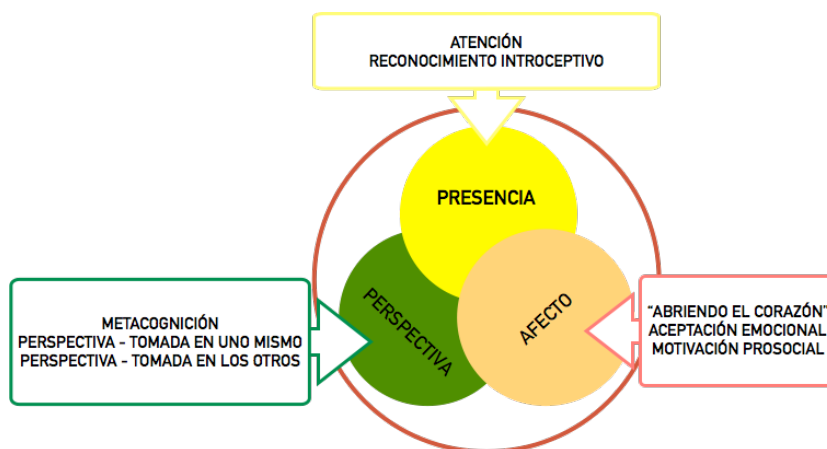 ATENCIÓN
RECONOCIMIENTO INTROCEPTIVO
PRESENCIA
PERSPECTIVA
AFECTO
METACOGNICIÓN
PERSPECTIVA - TOMADA EN UNO MISMO
PERSPECTIVA - TOMADA EN LOS OTROS
“ABRIENDO EL CORAZÓN”
ACEPTACIÓN EMOCIONAL
MOTIVACIÓN PROSOCIAL